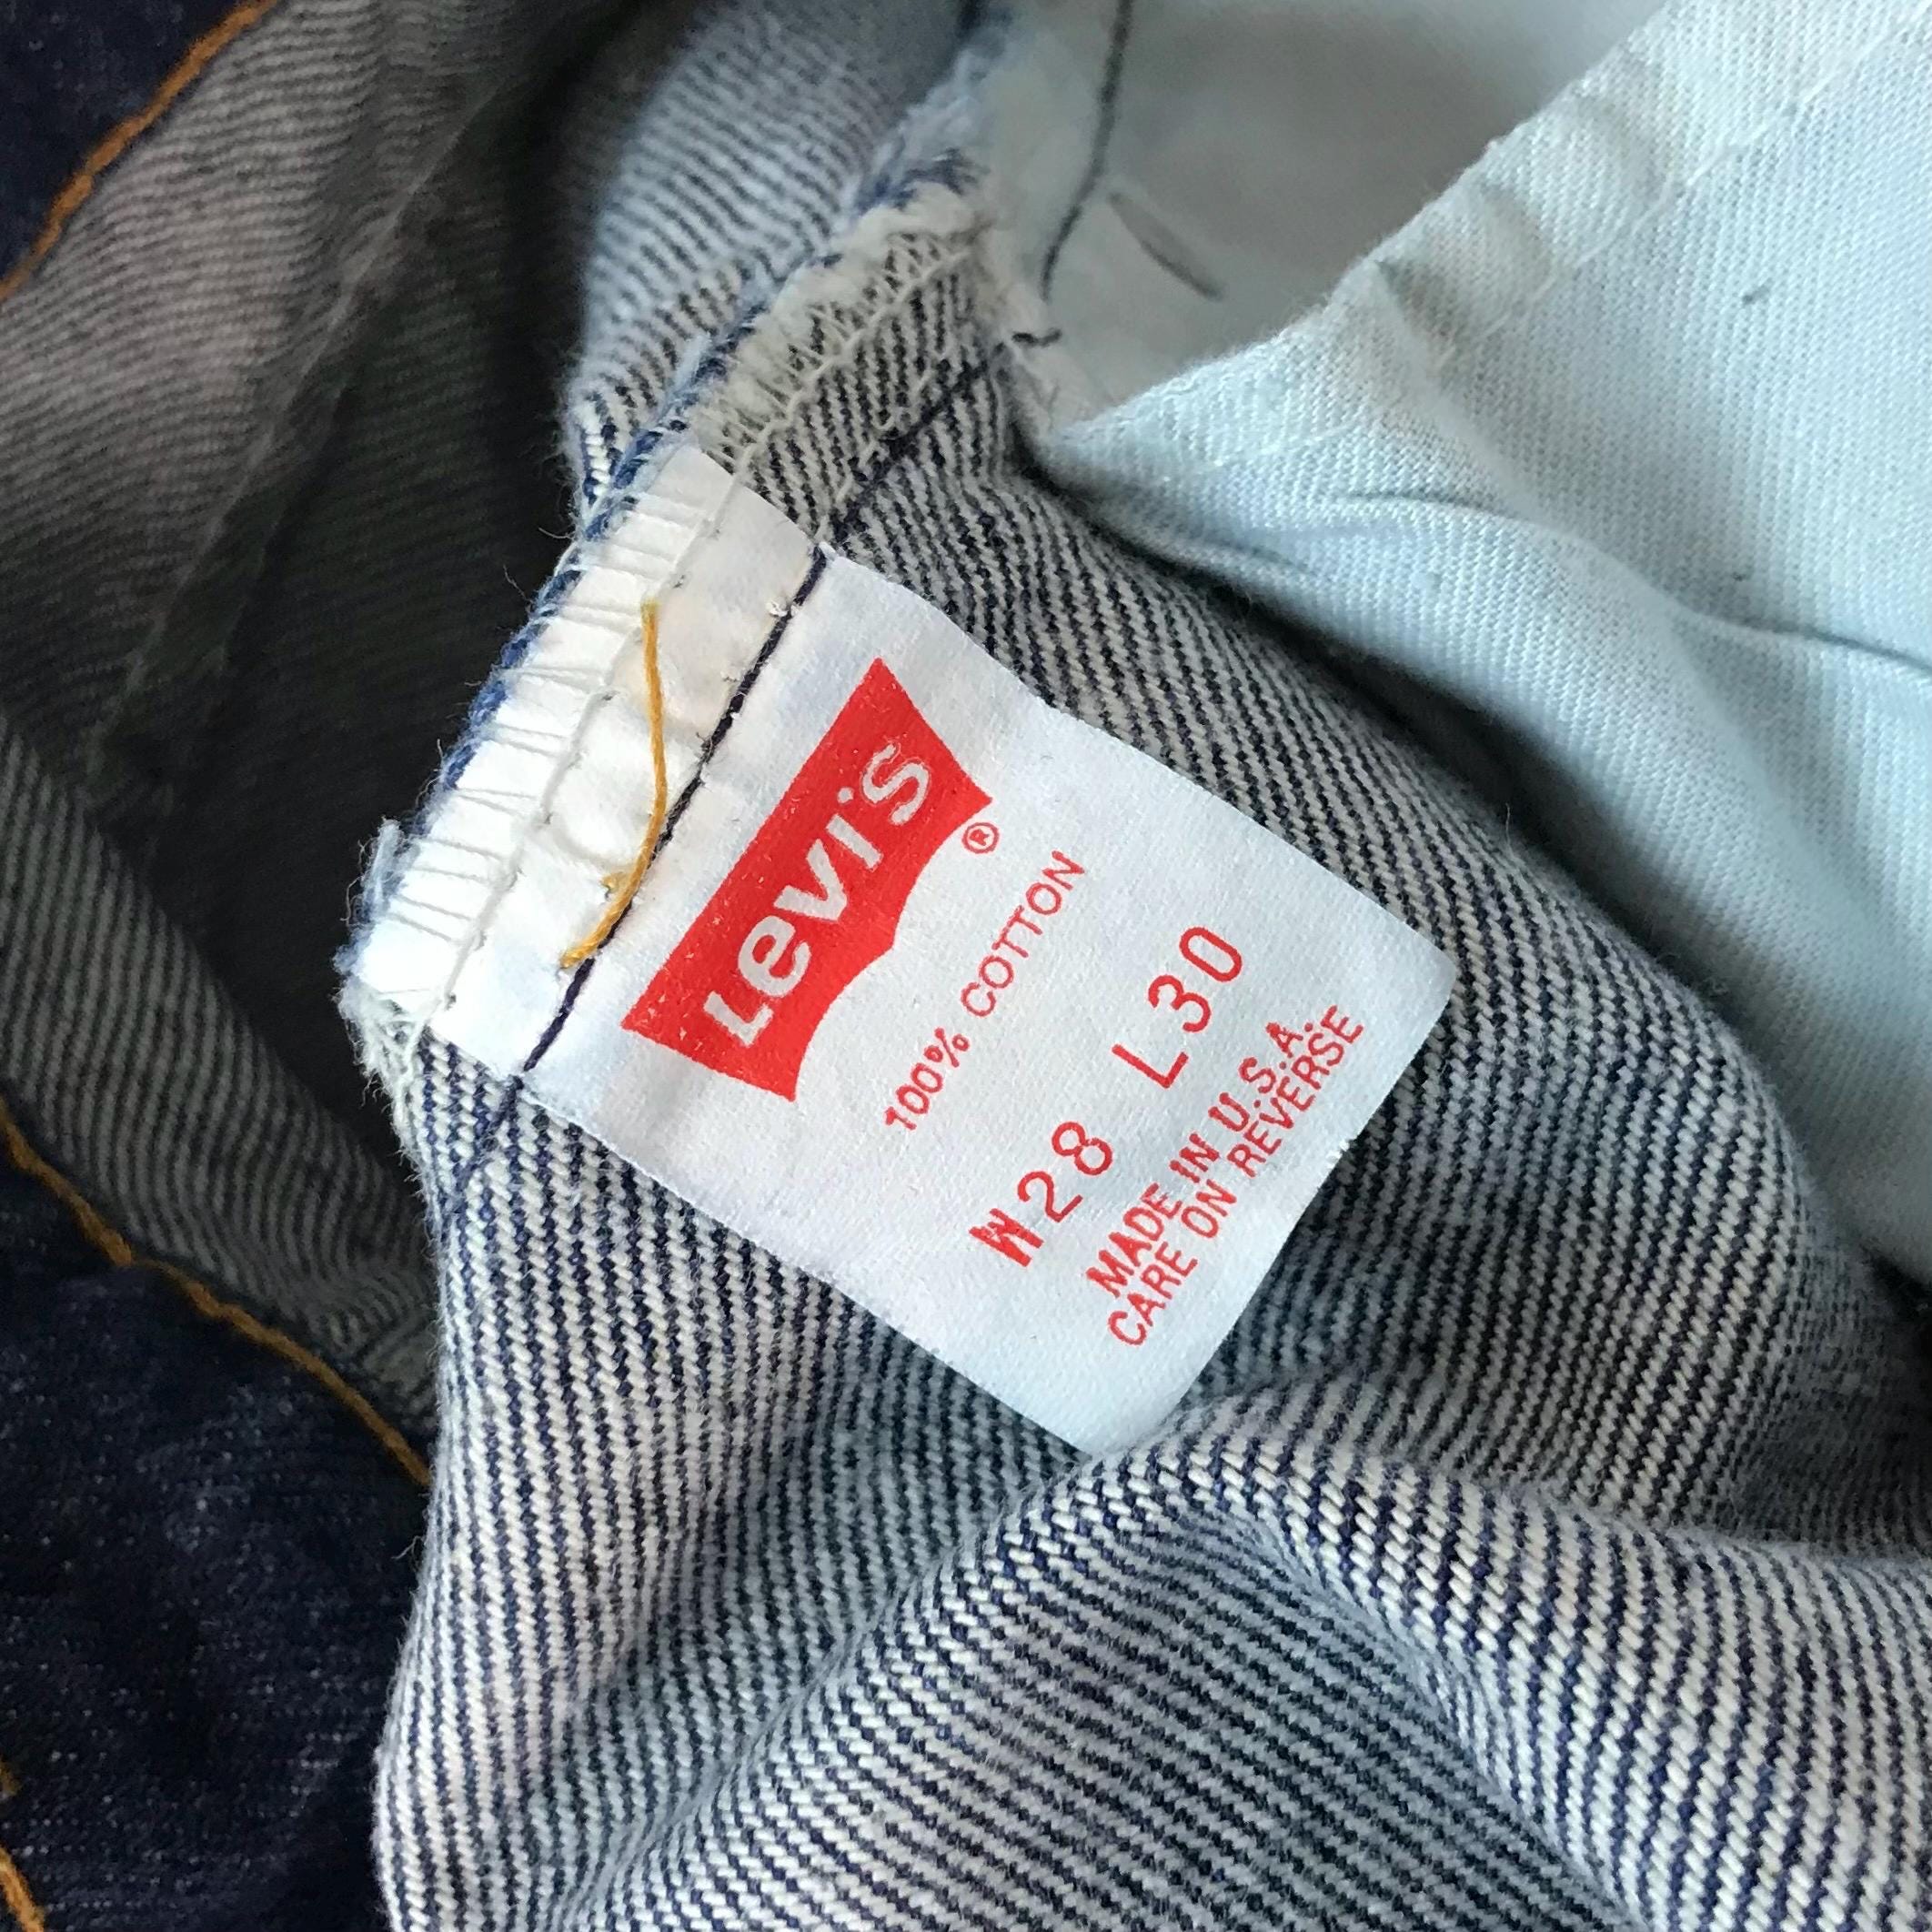 Levi's ®
100% COTTON
W28 L30
MADE IN U.S.A.
CARE ON REVERSE